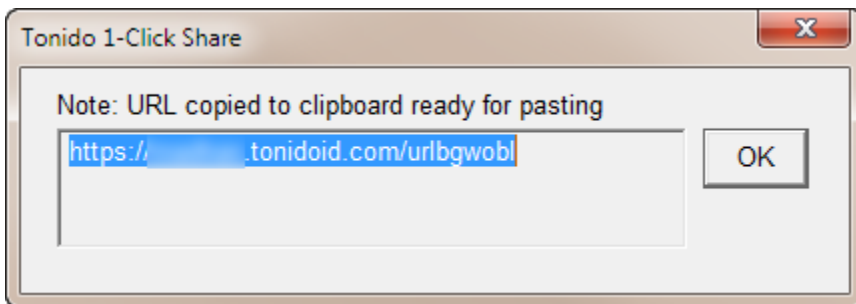 Tonido 1-Click Share
Note: URL copied to clipboard ready for pasting
https:// .tonidoid.com/urlbgwobl
OK